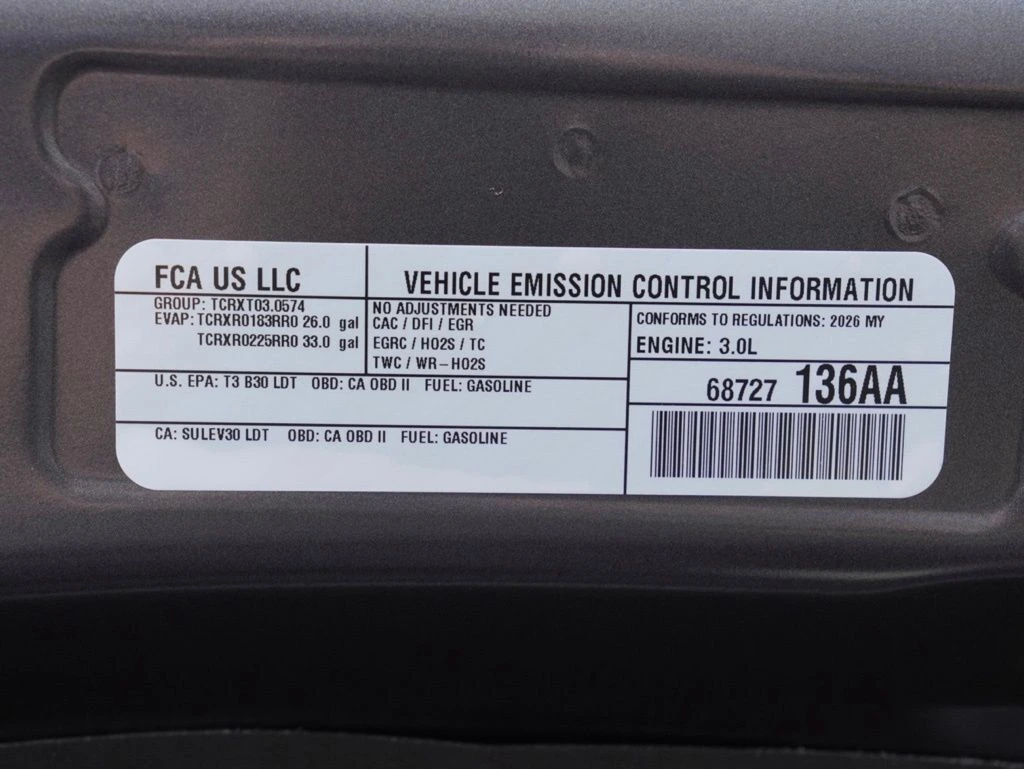 FCA US LLC
VEHICLE EMISSION CONTROL INFORMATION
GROUP: TCRXT03.0574
EVAP: TCRXR0183RR0 26.0 gal
TCRXR0225RR0 33.0 gal
NO ADJUSTMENTS NEEDED
CAC / DFI / EGR
EGRC / HO2S / TC
TWC / WR-HO2S
CONFORMS TO REGULATIONS: 2026 MY
ENGINE: 3.0L
68727 136AA
U.S. EPA: T3 B30 LDT OBD: CA OBD II FUEL: GASOLINE
CA: SULEV30 LDT OBD: CA OBD II FUEL: GASOLINE